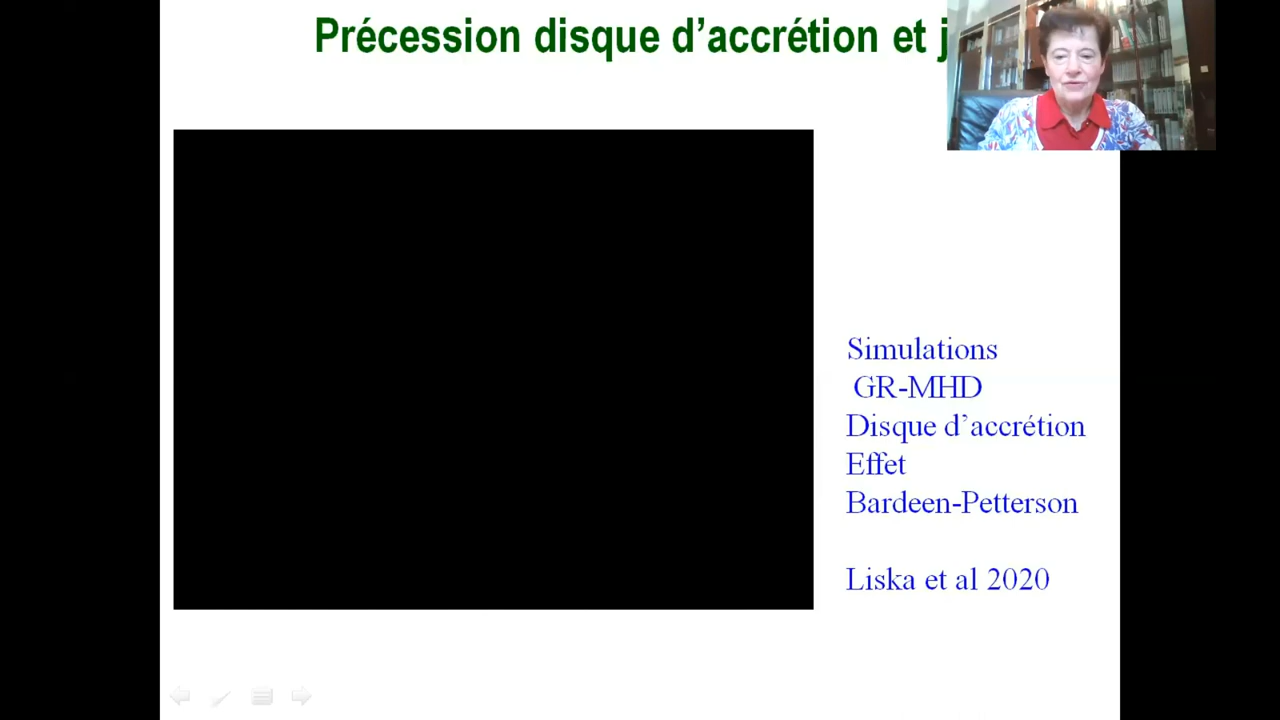 Précession disque d’accrétion et j
Simulations
GR-MHD
Disque d’accrétion
Effet
Bardeen-Petterson
Liska et al 2020